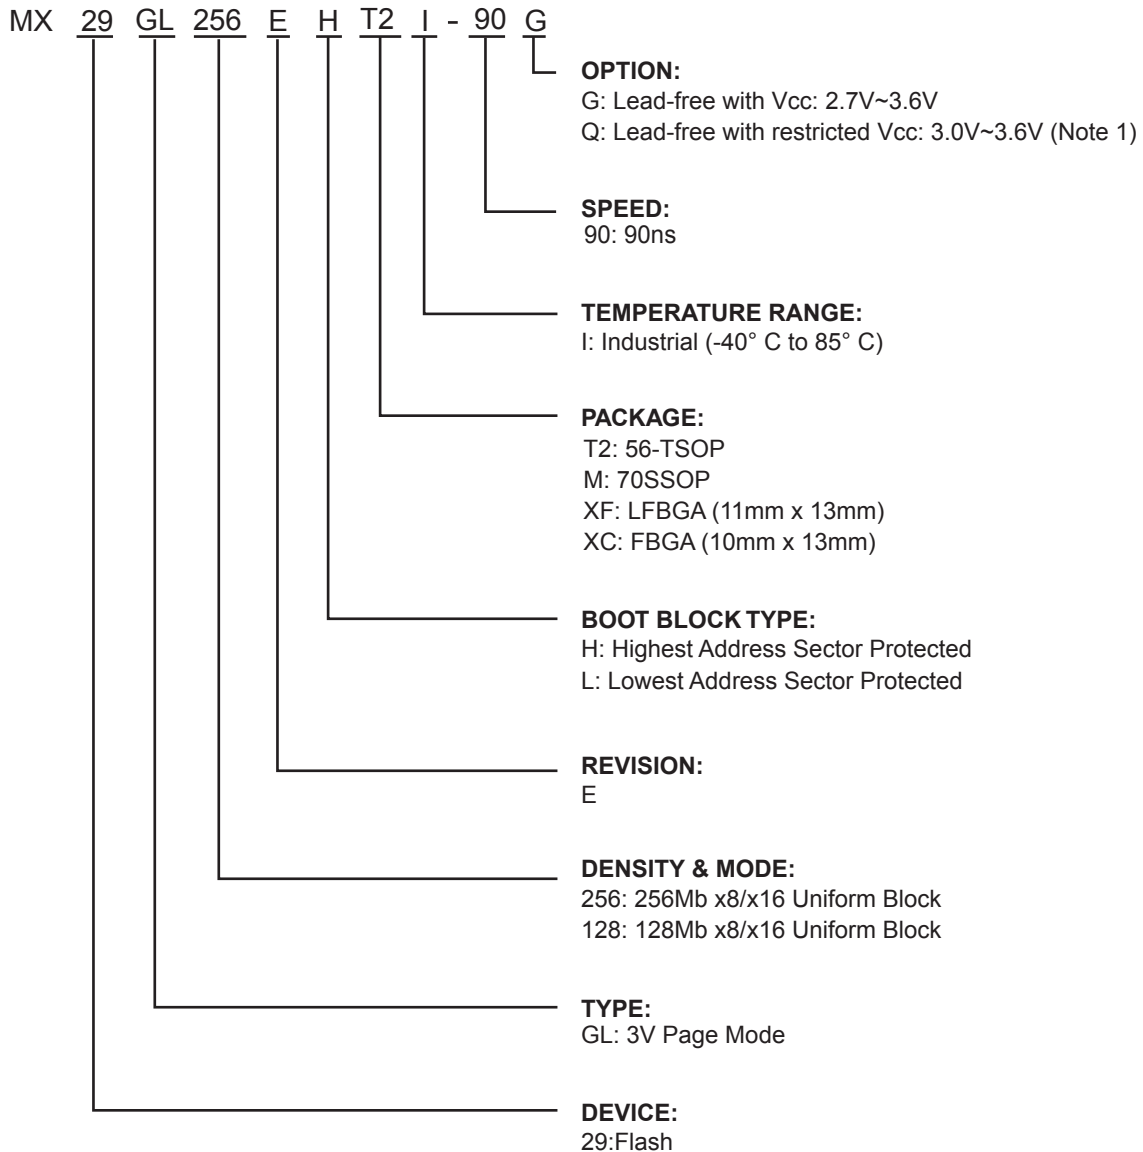 MX 29 GL 256 E H T2 I - 90 G
OPTION:
G: Lead-free with Vcc: 2.7V~3.6V
Q: Lead-free with restricted Vcc: 3.0V~3.6V (Note 1)
SPEED:
90: 90ns
TEMPERATURE RANGE:
I: Industrial (-40° C to 85° C)
PACKAGE:
T2: 56-TSOP
M: 70SSOP
XF: LFBGA (11mm x 13mm)
XC: FBGA (10mm x 13mm)
BOOT BLOCK TYPE:
H: Highest Address Sector Protected
L: Lowest Address Sector Protected
REVISION:
E
DENSITY & MODE:
256: 256Mb x8/x16 Uniform Block
128: 128Mb x8/x16 Uniform Block
TYPE:
GL: 3V Page Mode
DEVICE:
29:Flash